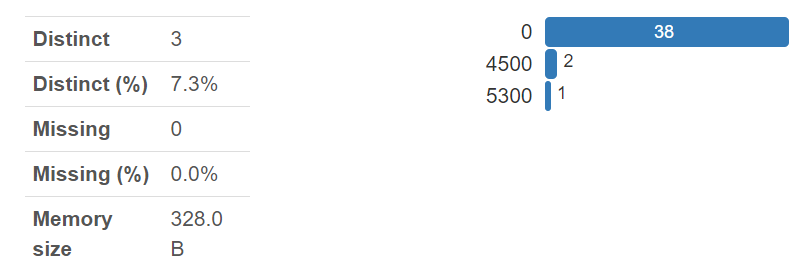 Distinct 3
Distinct (%) 7.3%
Missing 0
Missing (%) 0.0%
Memory size 328.0 B
0 38
4500 2
5300 1